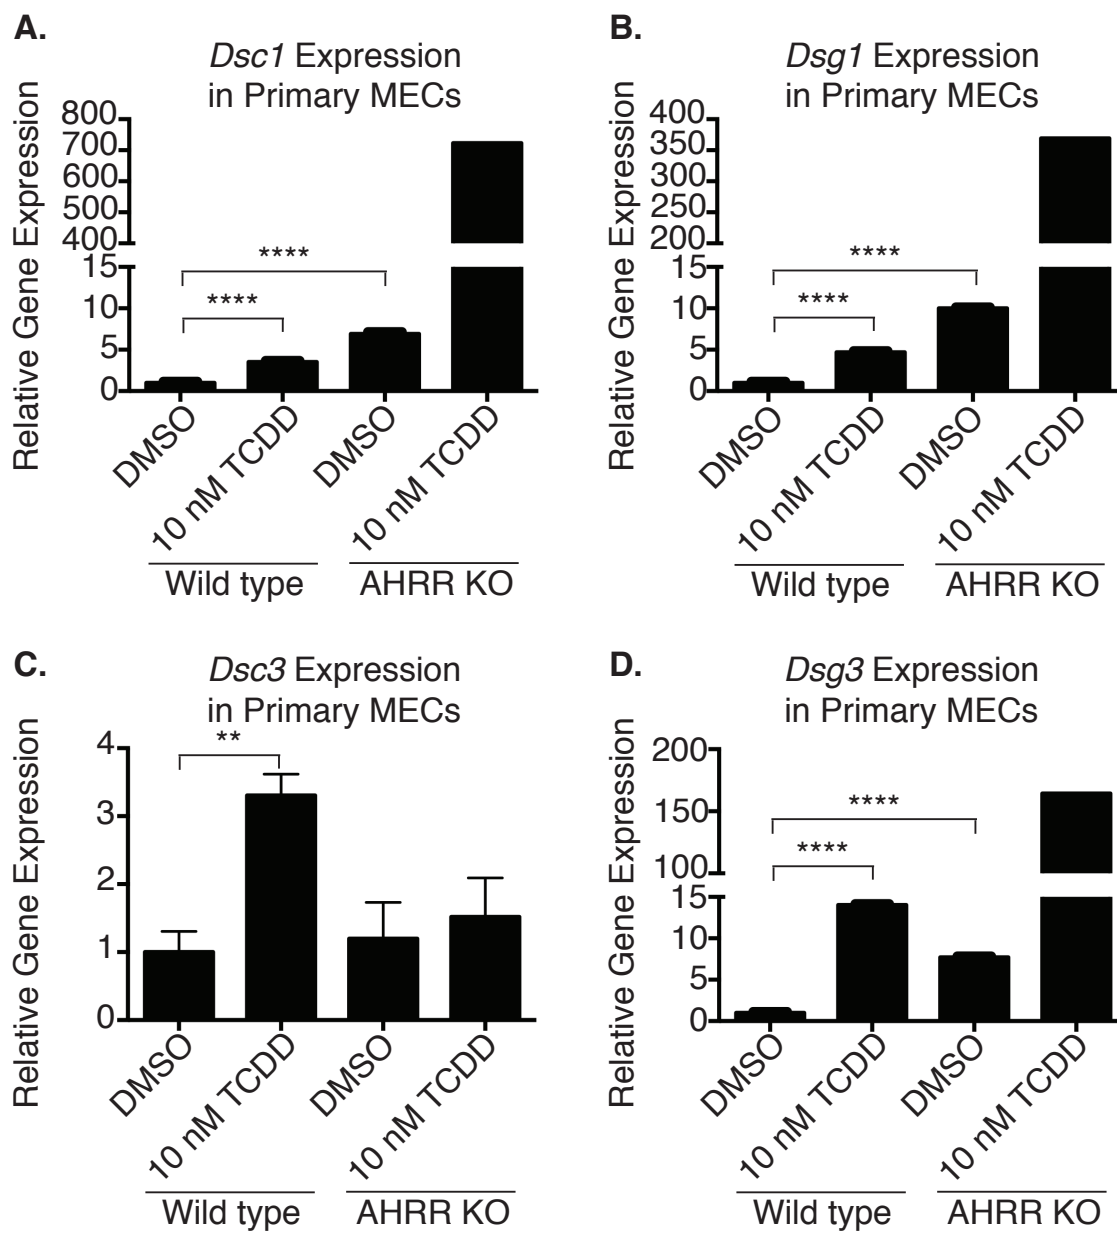 A.
Dsc1 Expression
in Primary MECs
Relative Gene Expression
800
700
600
500
400
15
10
5
0
****
****
DMSO
10 nM TCDD
DMSO
10 nM TCDD
Wild type
AHRR KO
B.
Dsg1 Expression
in Primary MECs
Relative Gene Expression
400
350
300
250
200
15
10
5
0
****
****
DMSO
10 nM TCDD
DMSO
10 nM TCDD
Wild type
AHRR KO
C.
Dsc3 Expression
in Primary MECs
Relative Gene Expression
4
3
2
1
0
**
DMSO
10 nM TCDD
DMSO
10 nM TCDD
Wild type
AHRR KO
D.
Dsg3 Expression
in Primary MECs
Relative Gene Expression
200
150
100
15
10
5
0
****
****
DMSO
10 nM TCDD
DMSO
10 nM TCDD
Wild type
AHRR KO